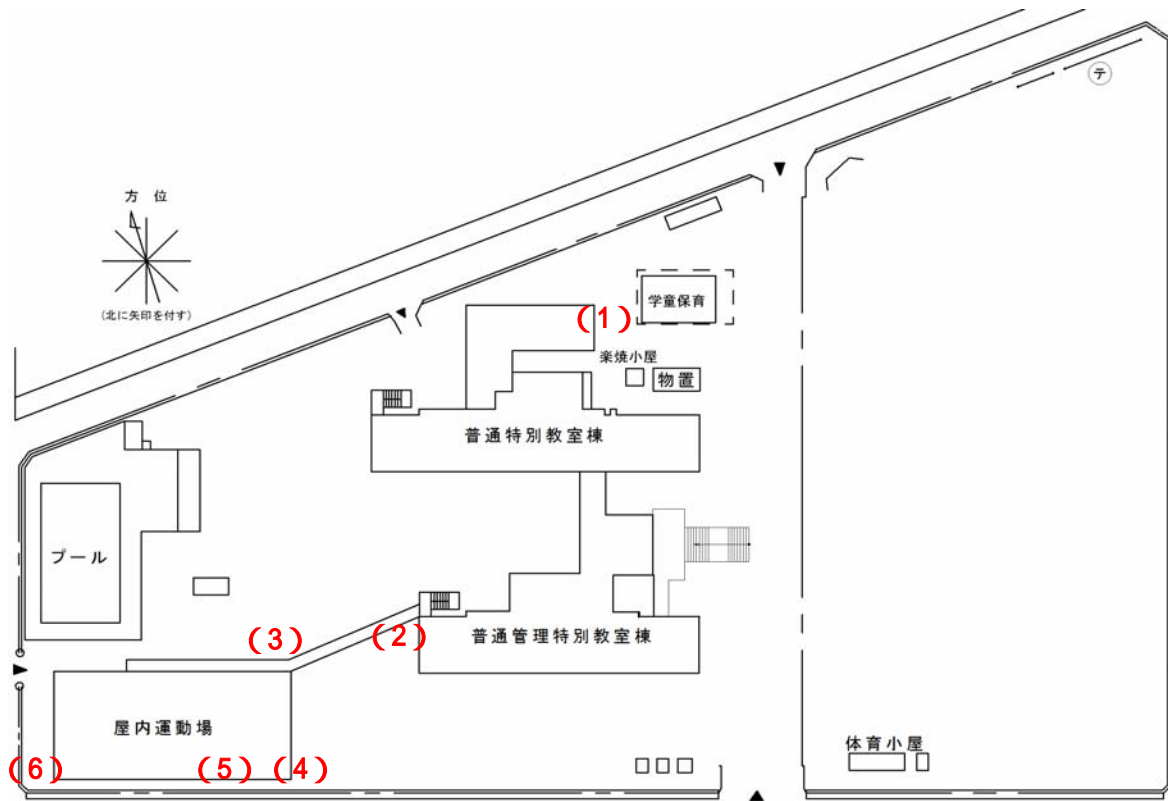 テ
方 位
(北に矢印を付す)
学童保育
(1)
楽焼小屋
物置
普通特別教室棟
プール
(3)
(2)
普通管理特別教室棟
屋内運動場
体育小屋
(6)
(5)
(4)